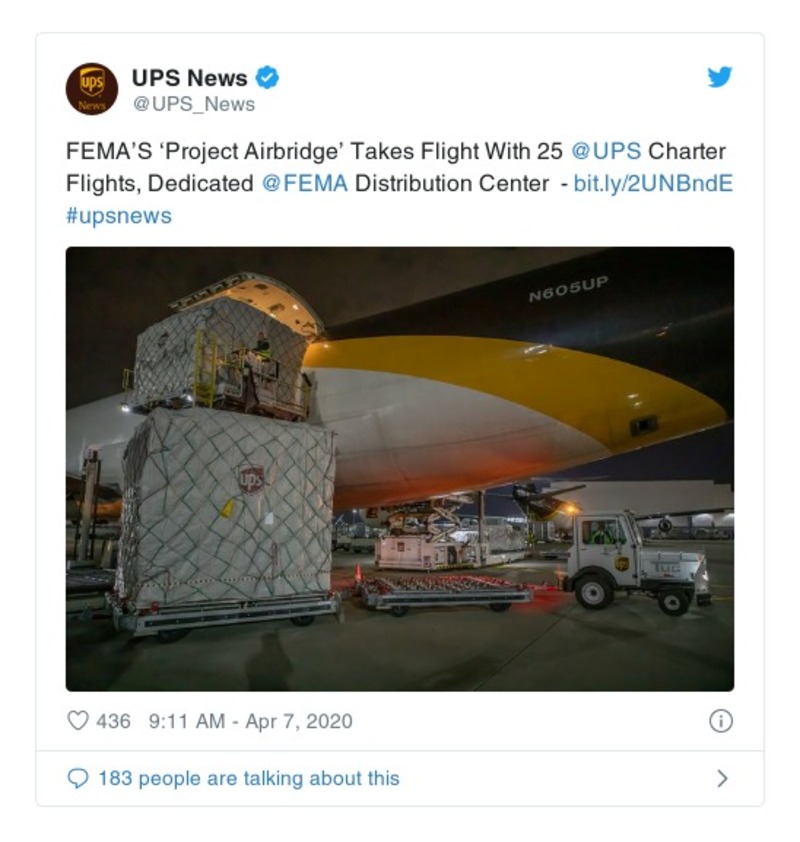 ups
News
UPS News
@UPS_News
FEMA’S ‘Project Airbridge’ Takes Flight With 25 @UPS Charter
Flights, Dedicated @FEMA Distribution Center - bit.ly/2UNBndE
#upsnews
N605UP
ups
ups
TUG
436 9:11 AM - Apr 7, 2020
183 people are talking about this